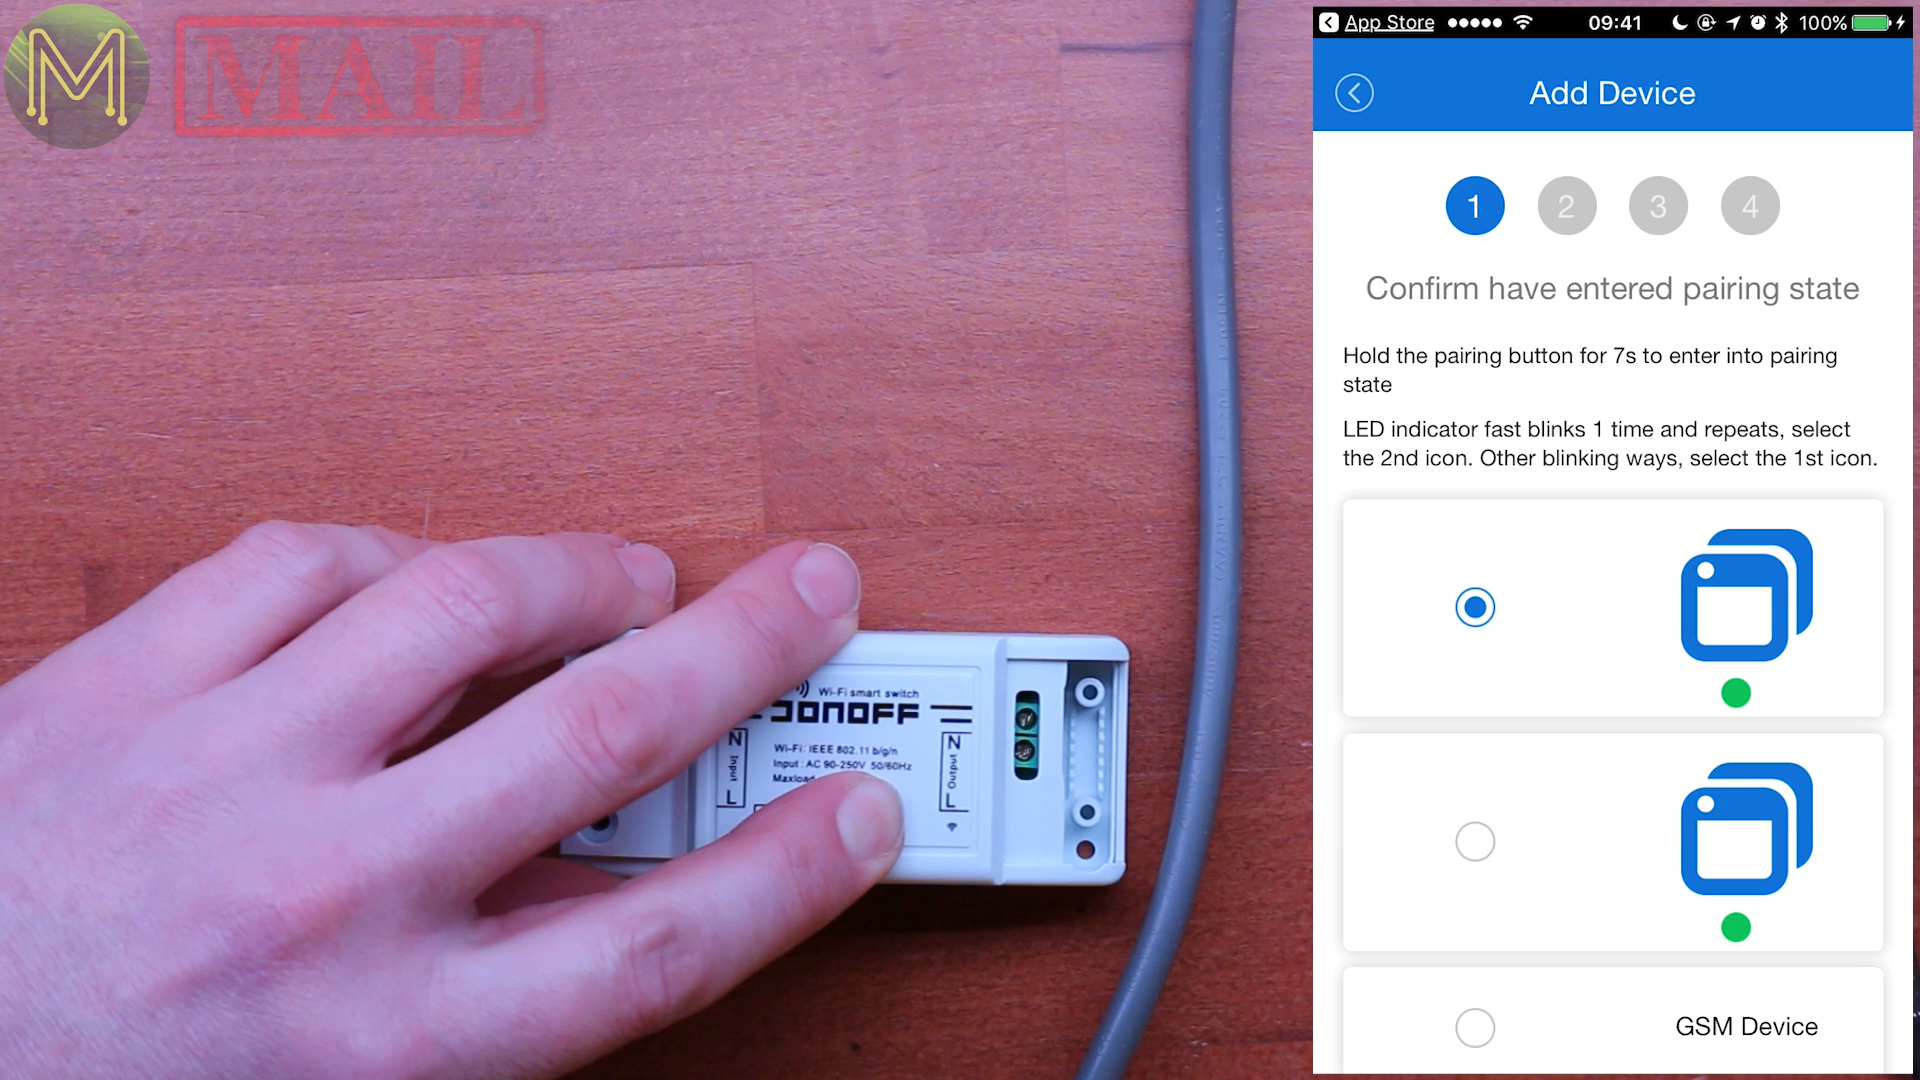 M
MAIL
Wi-Fi smart switch
SONOFF
Wi-Fi: IEEE 802.11 b/g/n
Input : AC 90-250V 50/60Hz
Maxload
N
Input
L
N
Output
L
App Store
09:41
100%
Add Device
1 2 3 4
Confirm have entered pairing state
Hold the pairing button for 7s to enter into pairing
state
LED indicator fast blinks 1 time and repeats, select
the 2nd icon. Other blinking ways, select the 1st icon.
GSM Device